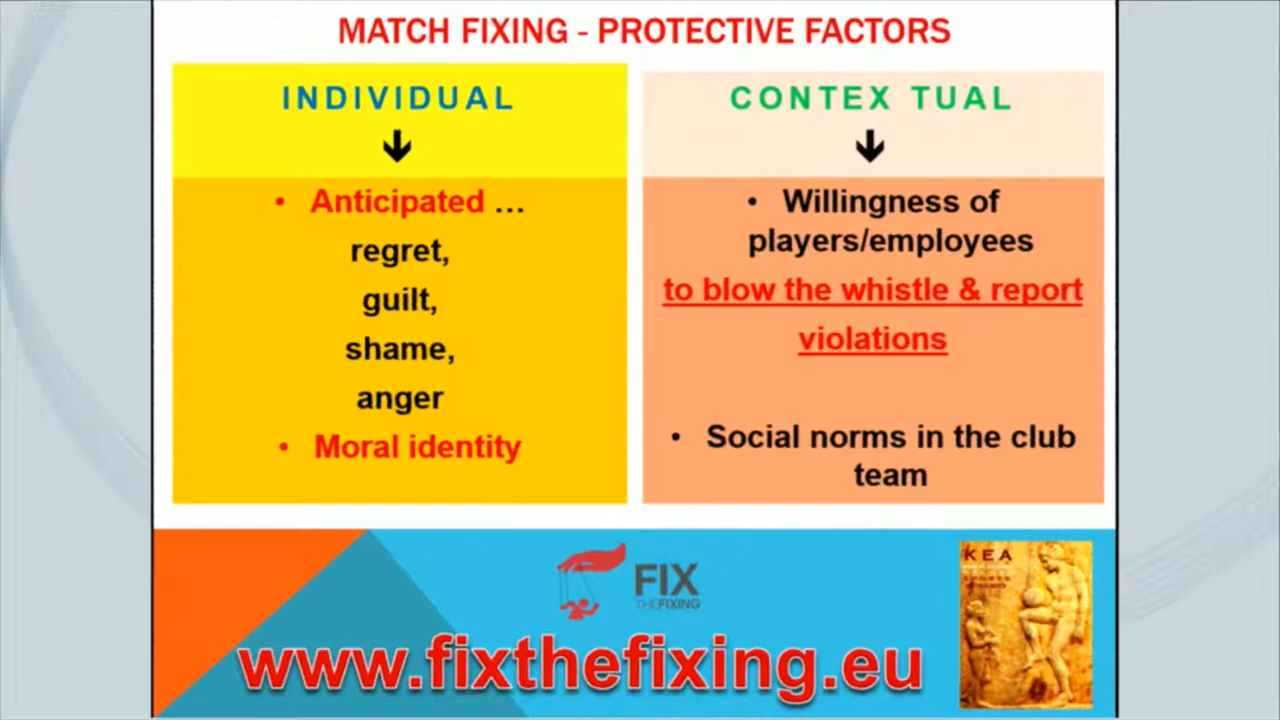 MATCH FIXING - PROTECTIVE FACTORS
INDIVIDUAL
• Anticipated ...
regret,
guilt,
shame,
anger
• Moral identity
CONTEX TUAL
• Willingness of
players/employees
to blow the whistle & report
violations
• Social norms in the club
team
FIX
THEFIXING
www.fixthefixing.eu
KEA
SPORTS